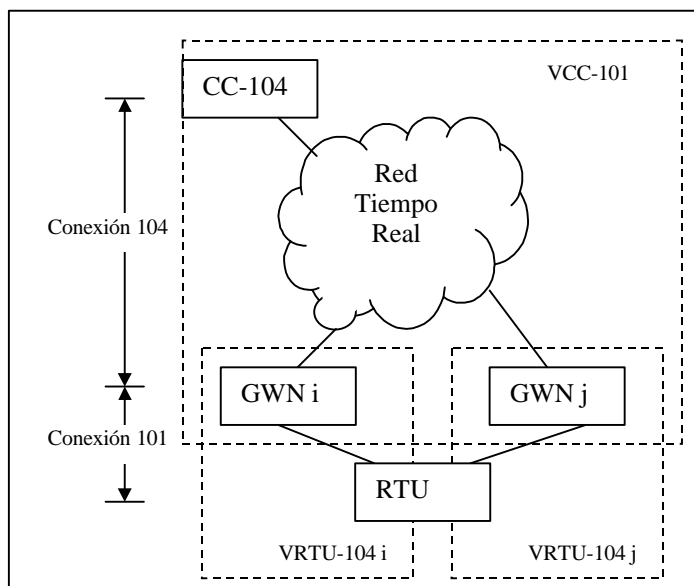 VCC-101
CC-104
Red
Tiempo
Real
Conexión 104
GWN i
GWN j
Conexión 101
RTU
VRTU-104 i
VRTU-104 j